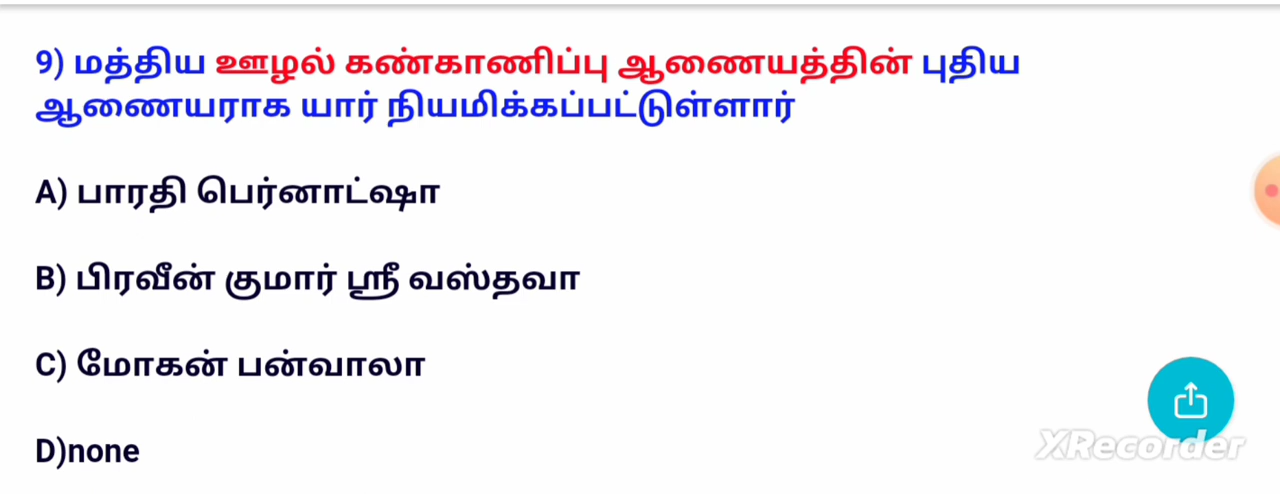 9) மத்திய ஊழல் கண்காணிப்பு ஆணையத்தின் புதிய
ஆணையராக யார் நியமிக்கப்பட்டுள்ளார்
A) பாரதி பெர்னாட்ஷா
B) பிரவீன் குமார் ஸ்ரீ வஸ்தவா
C) மோகன் பன்வாலா
D)none
XRecorder